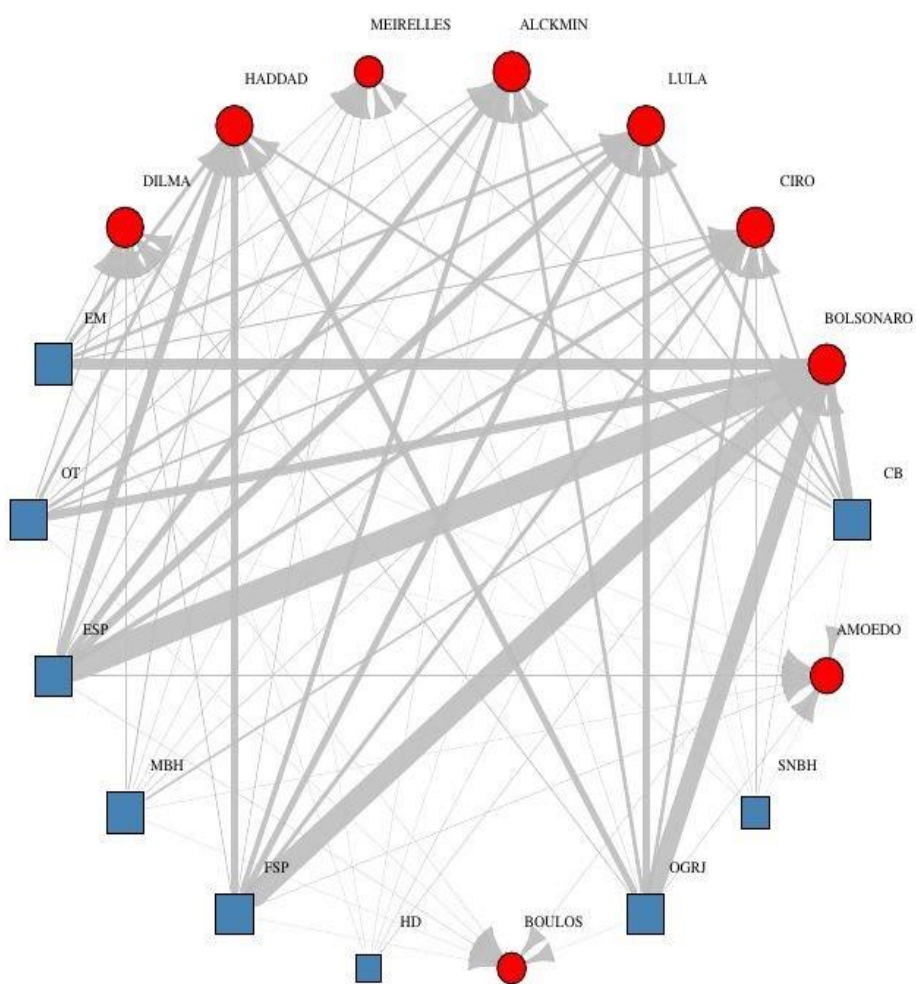 MEIRELLES
ALCKMIN
HADDAD
LULA
DILMA
CIRO
EM
BOLSONARO
OT
CB
ESP
AMOEDO
MBH
SNBH
FSP
OGRJ
HD
BOULOS